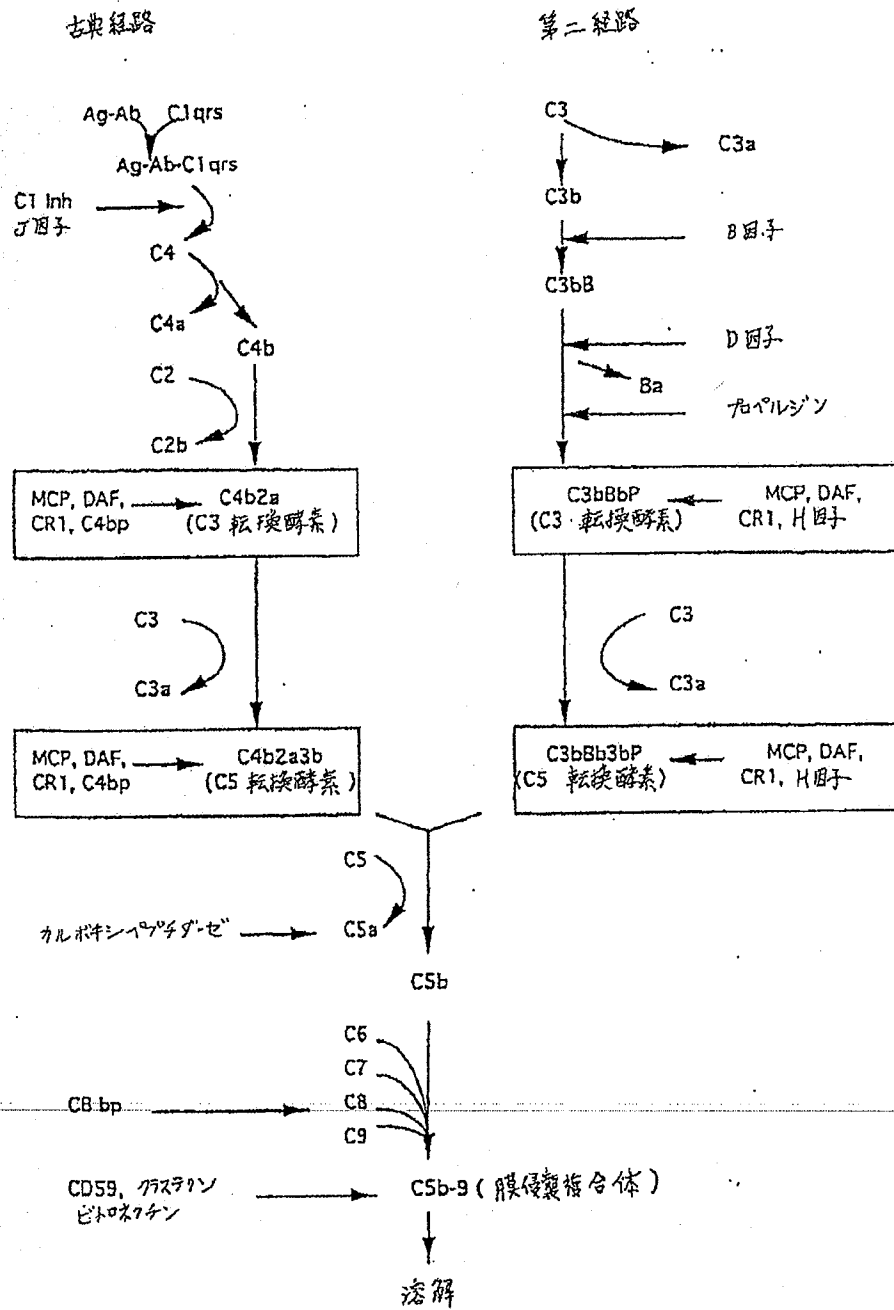 古典経路
第二経路
Ag-Ab C1qrs
Ag-Ab-C1qrs
C1 Inh
J因子
C4
C4a
C4b
C2
C2b
C3
C3a
C3b
B因子
C3bB
D因子
Ba
プロペルジン
MCP, DAF,
CR1, C4bp
C4b2a
(C3 転換酵素)
C3bBbP
(C3 転換酵素)
MCP, DAF,
CR1, H因子
C3
C3a
C3
C3a
MCP, DAF,
CR1, C4bp
C4b2a3b
(C5 転換酵素)
C3bBb3bP
(C5 転換酵素)
MCP, DAF,
CR1, H因子
C5
カルボキシペプチダーゼ
C5a
C5b
C6
C7
C8 bp
C8
C9
CD59, クラステリン
ビトロネクチン
C5b-9 (膜侵襲複合体)
溶解